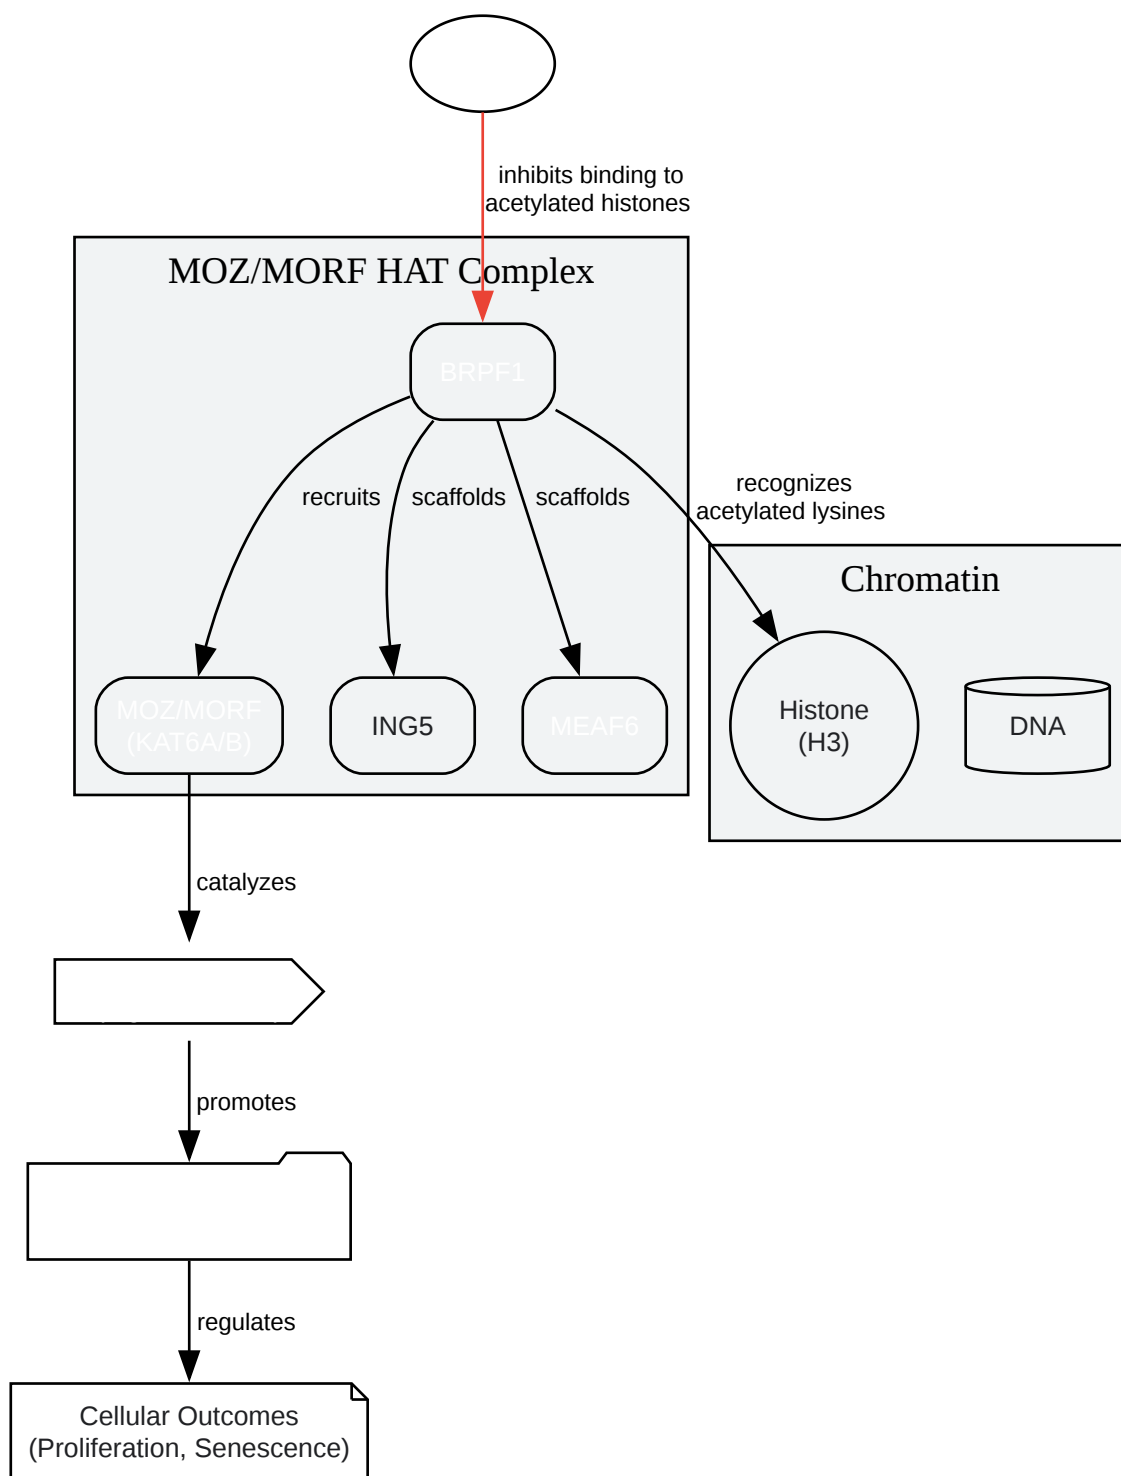 inhibits binding to
acetylated histones
MOZ/MORF HAT Complex
BRPF1
recruits
scaffolds
scaffolds
recognizes
acetylated lysines
Chromatin
MOZ/MORF
(KAT6A/B)
ING5
MEAF6
Histone
(H3)
DNA
catalyzes
promotes
regulates
Cellular Outcomes
(Proliferation, Senescence)